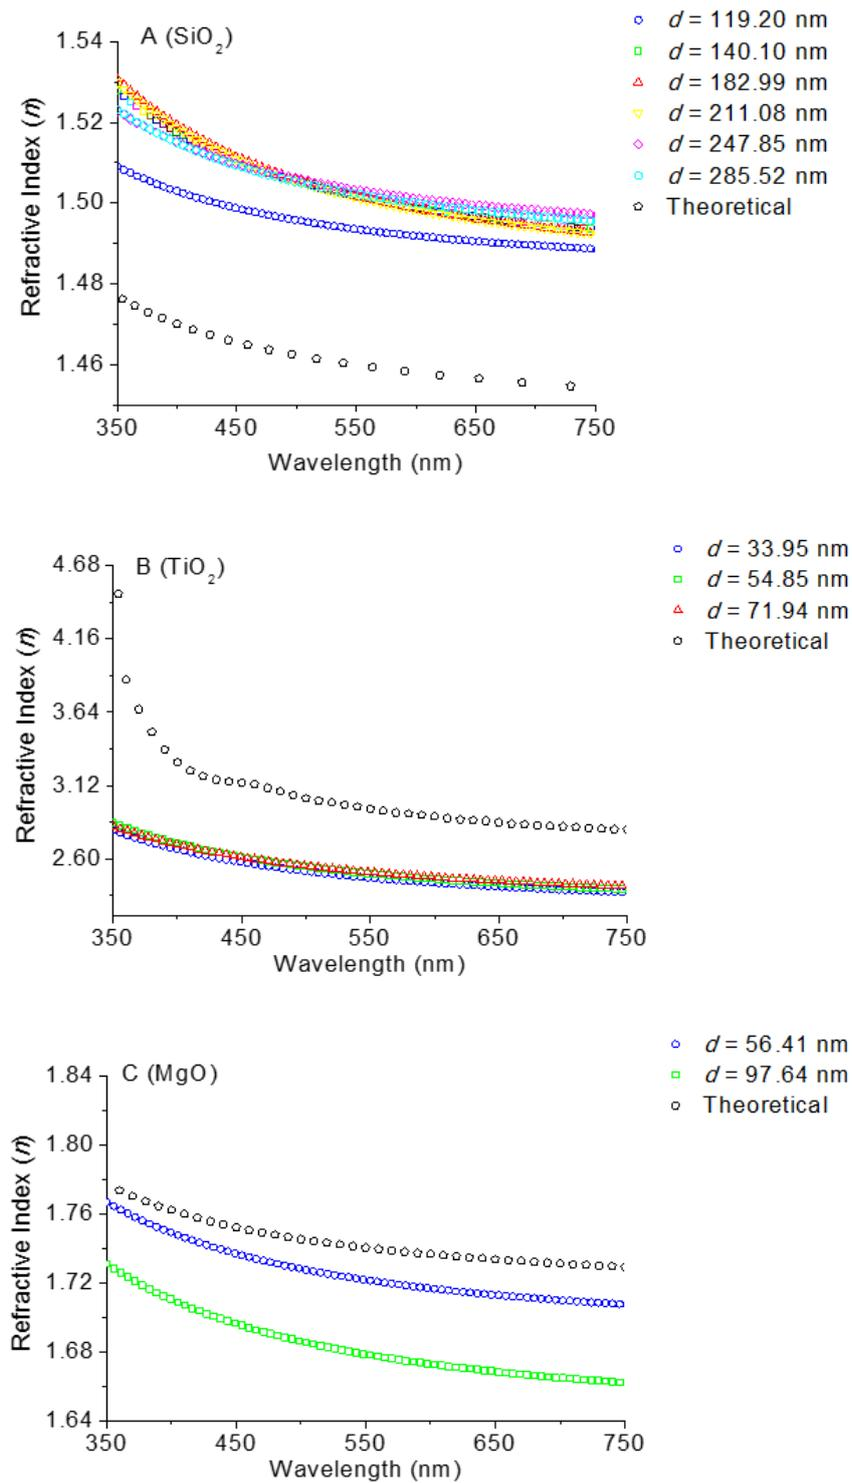 A (SiO2)
d = 119.20 nm
d = 140.10 nm
d = 182.99 nm
d = 211.08 nm
d = 247.85 nm
d = 285.52 nm
Theoretical
Refractive Index (n)
1.54
1.52
1.50
1.48
1.46
350 450 550 650 750
Wavelength (nm)
B (TiO2)
d = 33.95 nm
d = 54.85 nm
d = 71.94 nm
Theoretical
Refractive Index (n)
4.68
4.16
3.64
3.12
2.60
350 450 550 650 750
Wavelength (nm)
C (MgO)
d = 56.41 nm
d = 97.64 nm
Theoretical
Refractive Index (n)
1.84
1.80
1.76
1.72
1.68
1.64
350 450 550 650 750
Wavelength (nm)